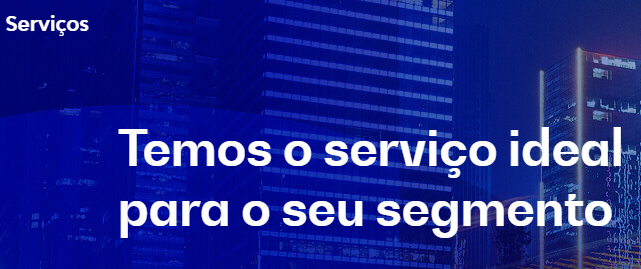 Serviços
Temos o serviço ideal
para o seu segmento